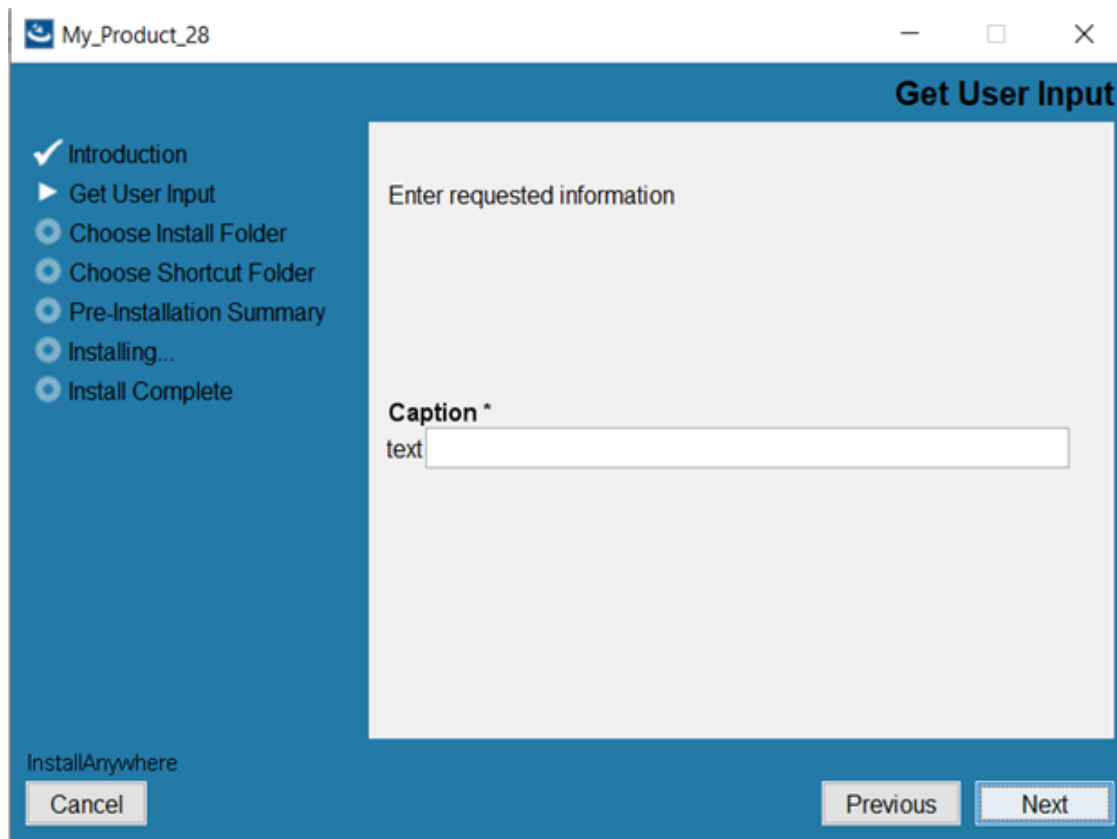 My_Product_28
Get User Input
Introduction
Get User Input
Choose Install Folder
Choose Shortcut Folder
Pre-Installation Summary
Installing...
Install Complete
Enter requested information
Caption *
text
InstallAnywhere
Cancel
Previous
Next